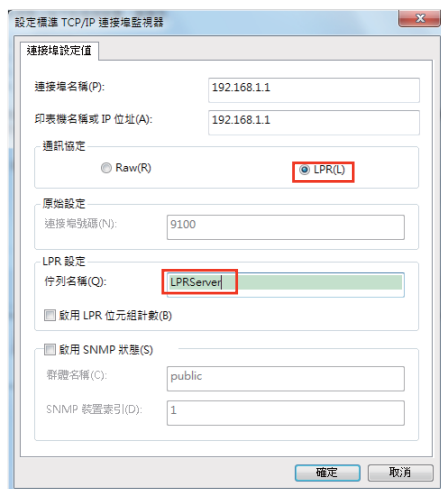 設定標準 TCP/IP 連接埠監視器
連接埠設定值
連接埠名稱(P):
192.168.1.1
印表機名稱或 IP 位址(A):
192.168.1.1
通訊協定
Raw(R)
LPR(L)
原始設定
連接埠號碼(N):
9100
LPR 設定
佇列名稱(Q):
LPRServer
啟用 LPR 位元組計數(B)
啟用 SNMP 狀態(S)
群體名稱(C):
public
SNMP 裝置索引(D):
1
確定
取消